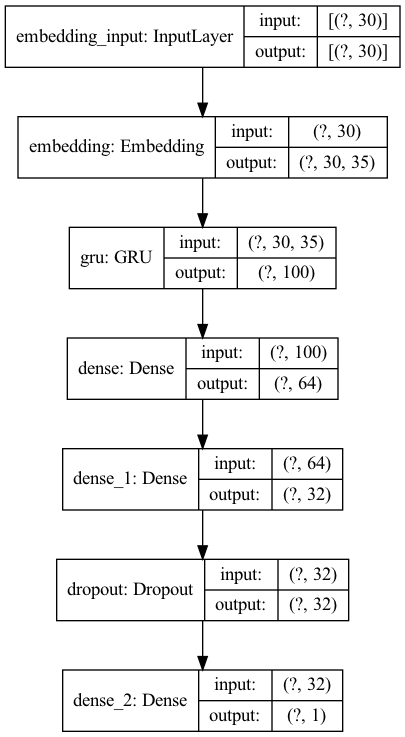 embedding_input: InputLayer
input: [(?, 30)]
output: [(?, 30)]
embedding: Embedding
input: (?, 30)
output: (?, 30, 35)
gru: GRU
input: (?, 30, 35)
output: (?, 100)
dense: Dense
input: (?, 100)
output: (?, 64)
dense_1: Dense
input: (?, 64)
output: (?, 32)
dropout: Dropout
input: (?, 32)
output: (?, 32)
dense_2: Dense
input: (?, 32)
output: (?, 1)